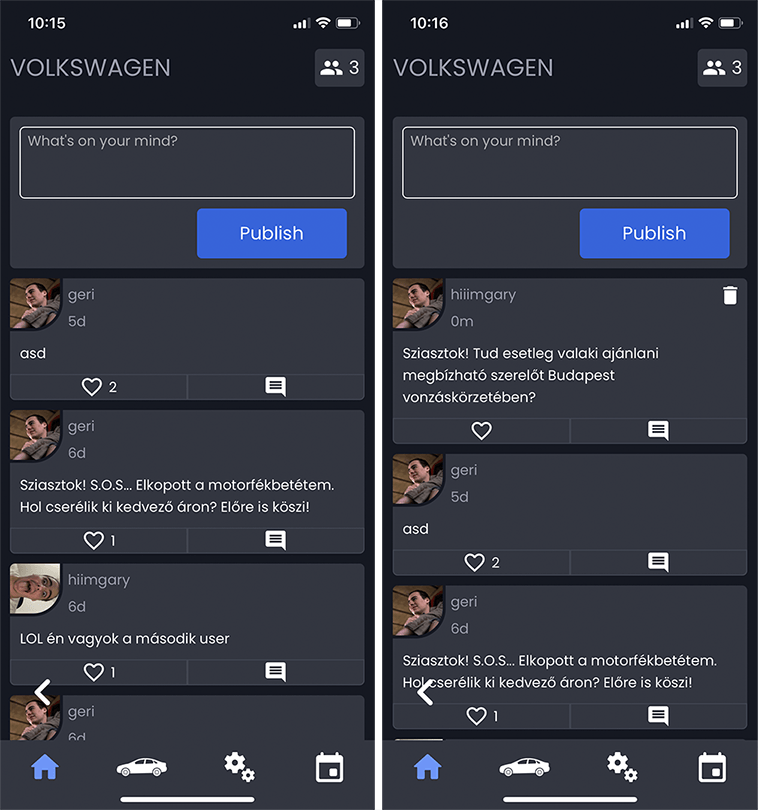 10:15
VOLKSWAGEN
3
What's on your mind?
Publish
geri
5d
asd
2
geri
6d
Sziasztok! S.O.S... Elkopott a motorfékbetétem.
Hol cserélik ki kedvező áron? Előre is köszi!
1
hiimgary
6d
LOL én vagyok a második user
1
geri
6d
10:16
VOLKSWAGEN
3
What's on your mind?
Publish
hiiimgary
0m
Sziasztok! Tud esetleg valaki ajánlani
megbízható szerelőt Budapest
vonzáskörzetében?
geri
5d
asd
2
geri
6d
Sziasztok! S.O.S... Elkopott a motorfékbetétem.
Hol cserélik ki kedvező áron? Előre is köszi!
1